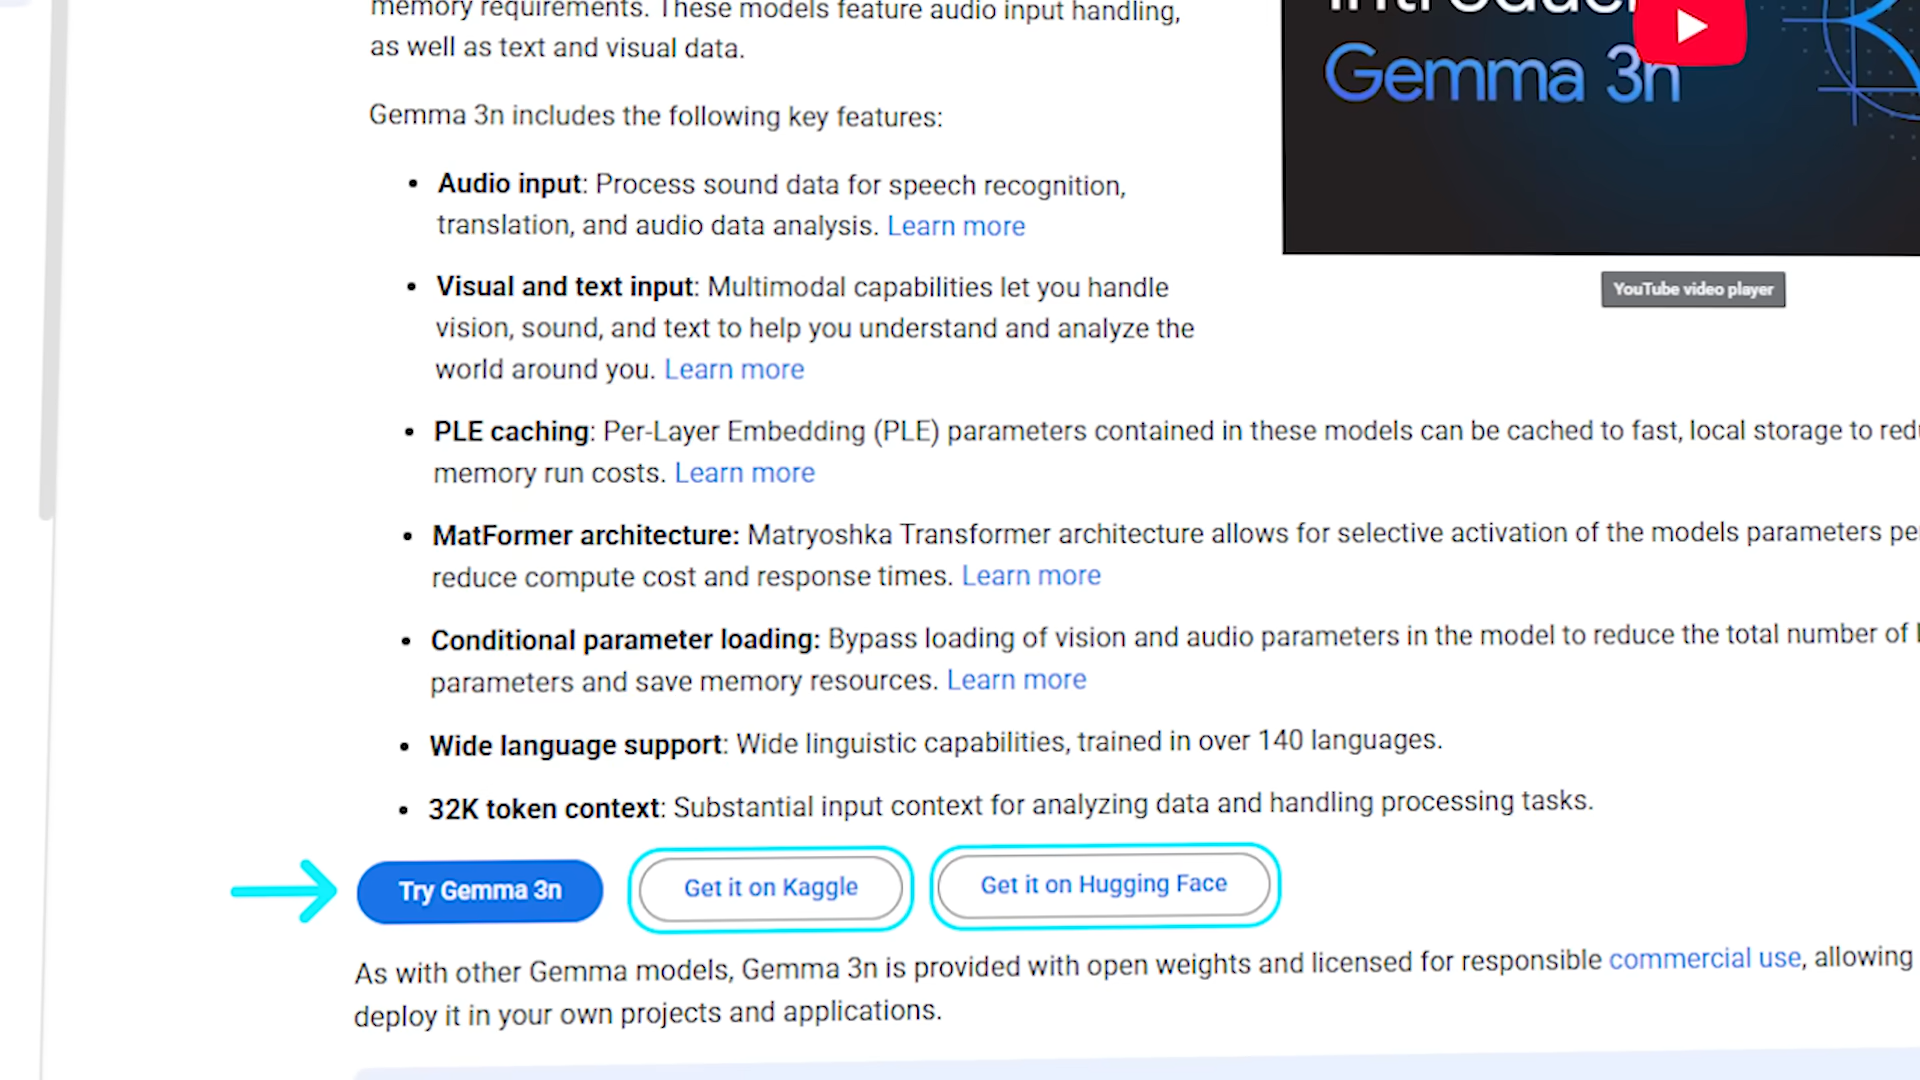 memory requirements. These models feature audio input handling,
as well as text and visual data.
Gemma 3n includes the following key features:
• Audio input: Process sound data for speech recognition,
translation, and audio data analysis. Learn more
• Visual and text input: Multimodal capabilities let you handle
vision, sound, and text to help you understand and analyze the
world around you. Learn more
• PLE caching: Per-Layer Embedding (PLE) parameters contained in these models can be cached to fast, local storage to
memory run costs. Learn more
• MatFormer architecture: Matryoshka Transformer architecture allows for selective activation of the models parameters
reduce compute cost and response times. Learn more
• Conditional parameter loading: Bypass loading of vision and audio parameters in the model to reduce the total number of
parameters and save memory resources. Learn more
• Wide language support: Wide linguistic capabilities, trained in over 140 languages.
• 32K token context: Substantial input context for analyzing data and handling processing tasks.
Try Gemma 3n
Get it on Kaggle
Get it on Hugging Face
As with other Gemma models, Gemma 3n is provided with open weights and licensed for responsible commercial use, allowing
deploy it in your own projects and applications.
Gemma 3n
YouTube video player